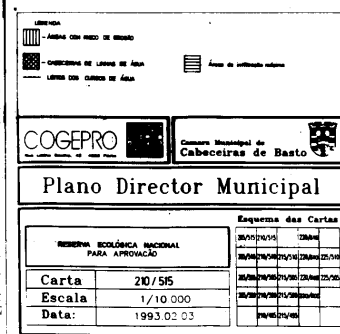 LEGENDA
- ÁREAS COM RISCO DE EROSÃO
- CABECEIRAS DE LINHAS DE ÁGUA
Áreas de infiltração máxima
LEITOS DOS CURSOS DE ÁGUA
COGEPRO
Camara Municipal de
Cabeceiras de Basto
Plano Director Municipal
Esquema das Cartas
RESERVA ECOLÓGICA NACIONAL
PARA APROVACÃO
Carta 210/515
Escala 1/10 000
Data: 1993.02 03